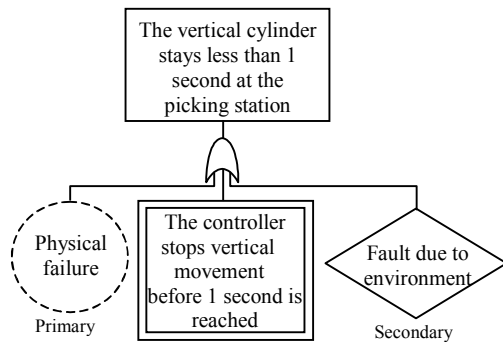 The vertical cylinder
stays less than 1
second at the
picking station
Physical
failure
Primary
The controller
stops vertical
movement
before 1 second is
reached
Fault due to
environment
Secondary